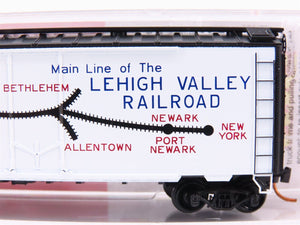 Main Line of The
LEHIGH VALLEY
RAILROAD
BETHLEHEM
NEWARK
NEW
YORK
PORT
NEWARK
ALLENTOWN